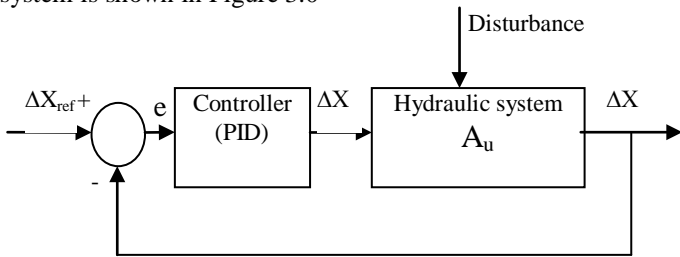 system is shown in Figure 3.6
Disturbance
ΔXref+
e
Controller
(PID)
ΔX
Hydraulic system
Au
ΔX
-